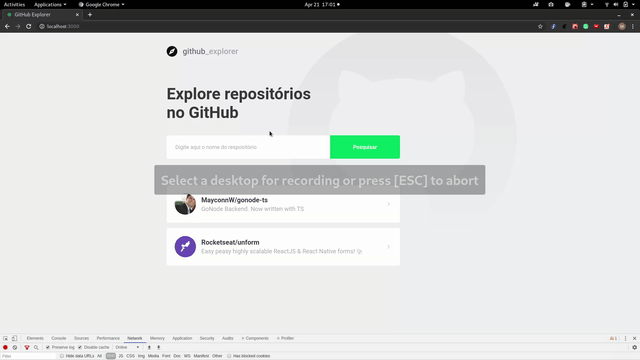 Activities Applications Google Chrome Apr 21 17:01
GitHub Explorer
localhost:3000
github_explorer
Explore repositórios
no GitHub
Digite aqui o nome do respositório Pesquisar
Select a desktop for recording or press [ESC] to abort
MayconnW/gonode-ts
GoNode Backend. Now written with TS
Rocketseat/unform
Easy peasy highly scalable ReactJS & React Native forms!
Elements Console Sources Performance Network Memory Application Security Audits Components Profiler
Preserve log Disable cache Online
Filter Hide data URLs All XHR JS CSS Img Media Font Doc WS Manifest Other Has blocked cookies